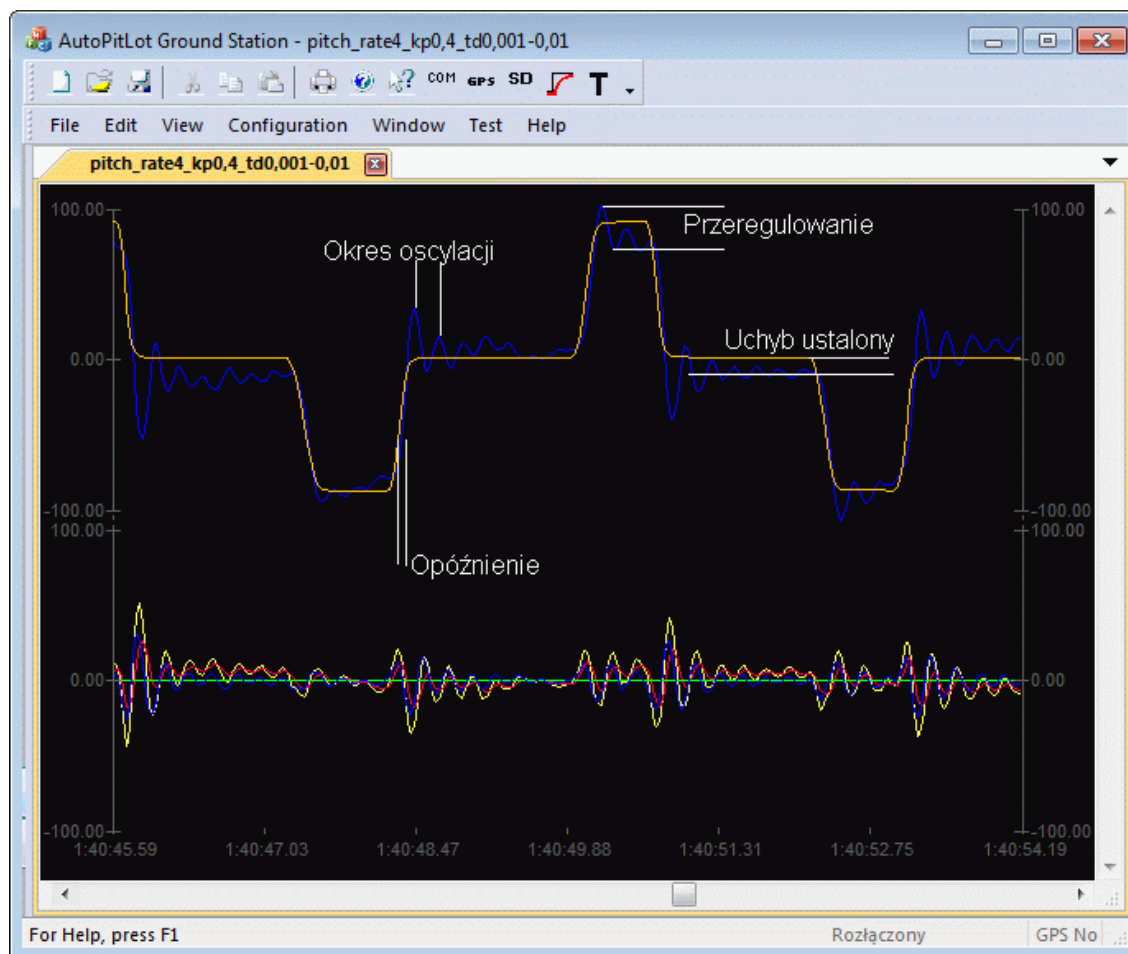 AutoPitLot Ground Station - pitch_rate4_kp0,4_td0,001-0,01
COM GPS SD T
File Edit View Configuration Window Test Help
pitch_rate4_kp0,4_td0,001-0,01
100.00 100.00
Przeregulowanie
Okres oscylacji
Uchyb ustalony
0.00 0.00
-100.00 -100.00
100.00 100.00
Opóźnienie
0.00 0.00
-100.00 -100.00
1:40:45.59 1:40:47.03 1:40:48.47 1:40:49.88 1:40:51.31 1:40:52.75 1:40:54.19
For Help, press F1 Rozłączony GPS No